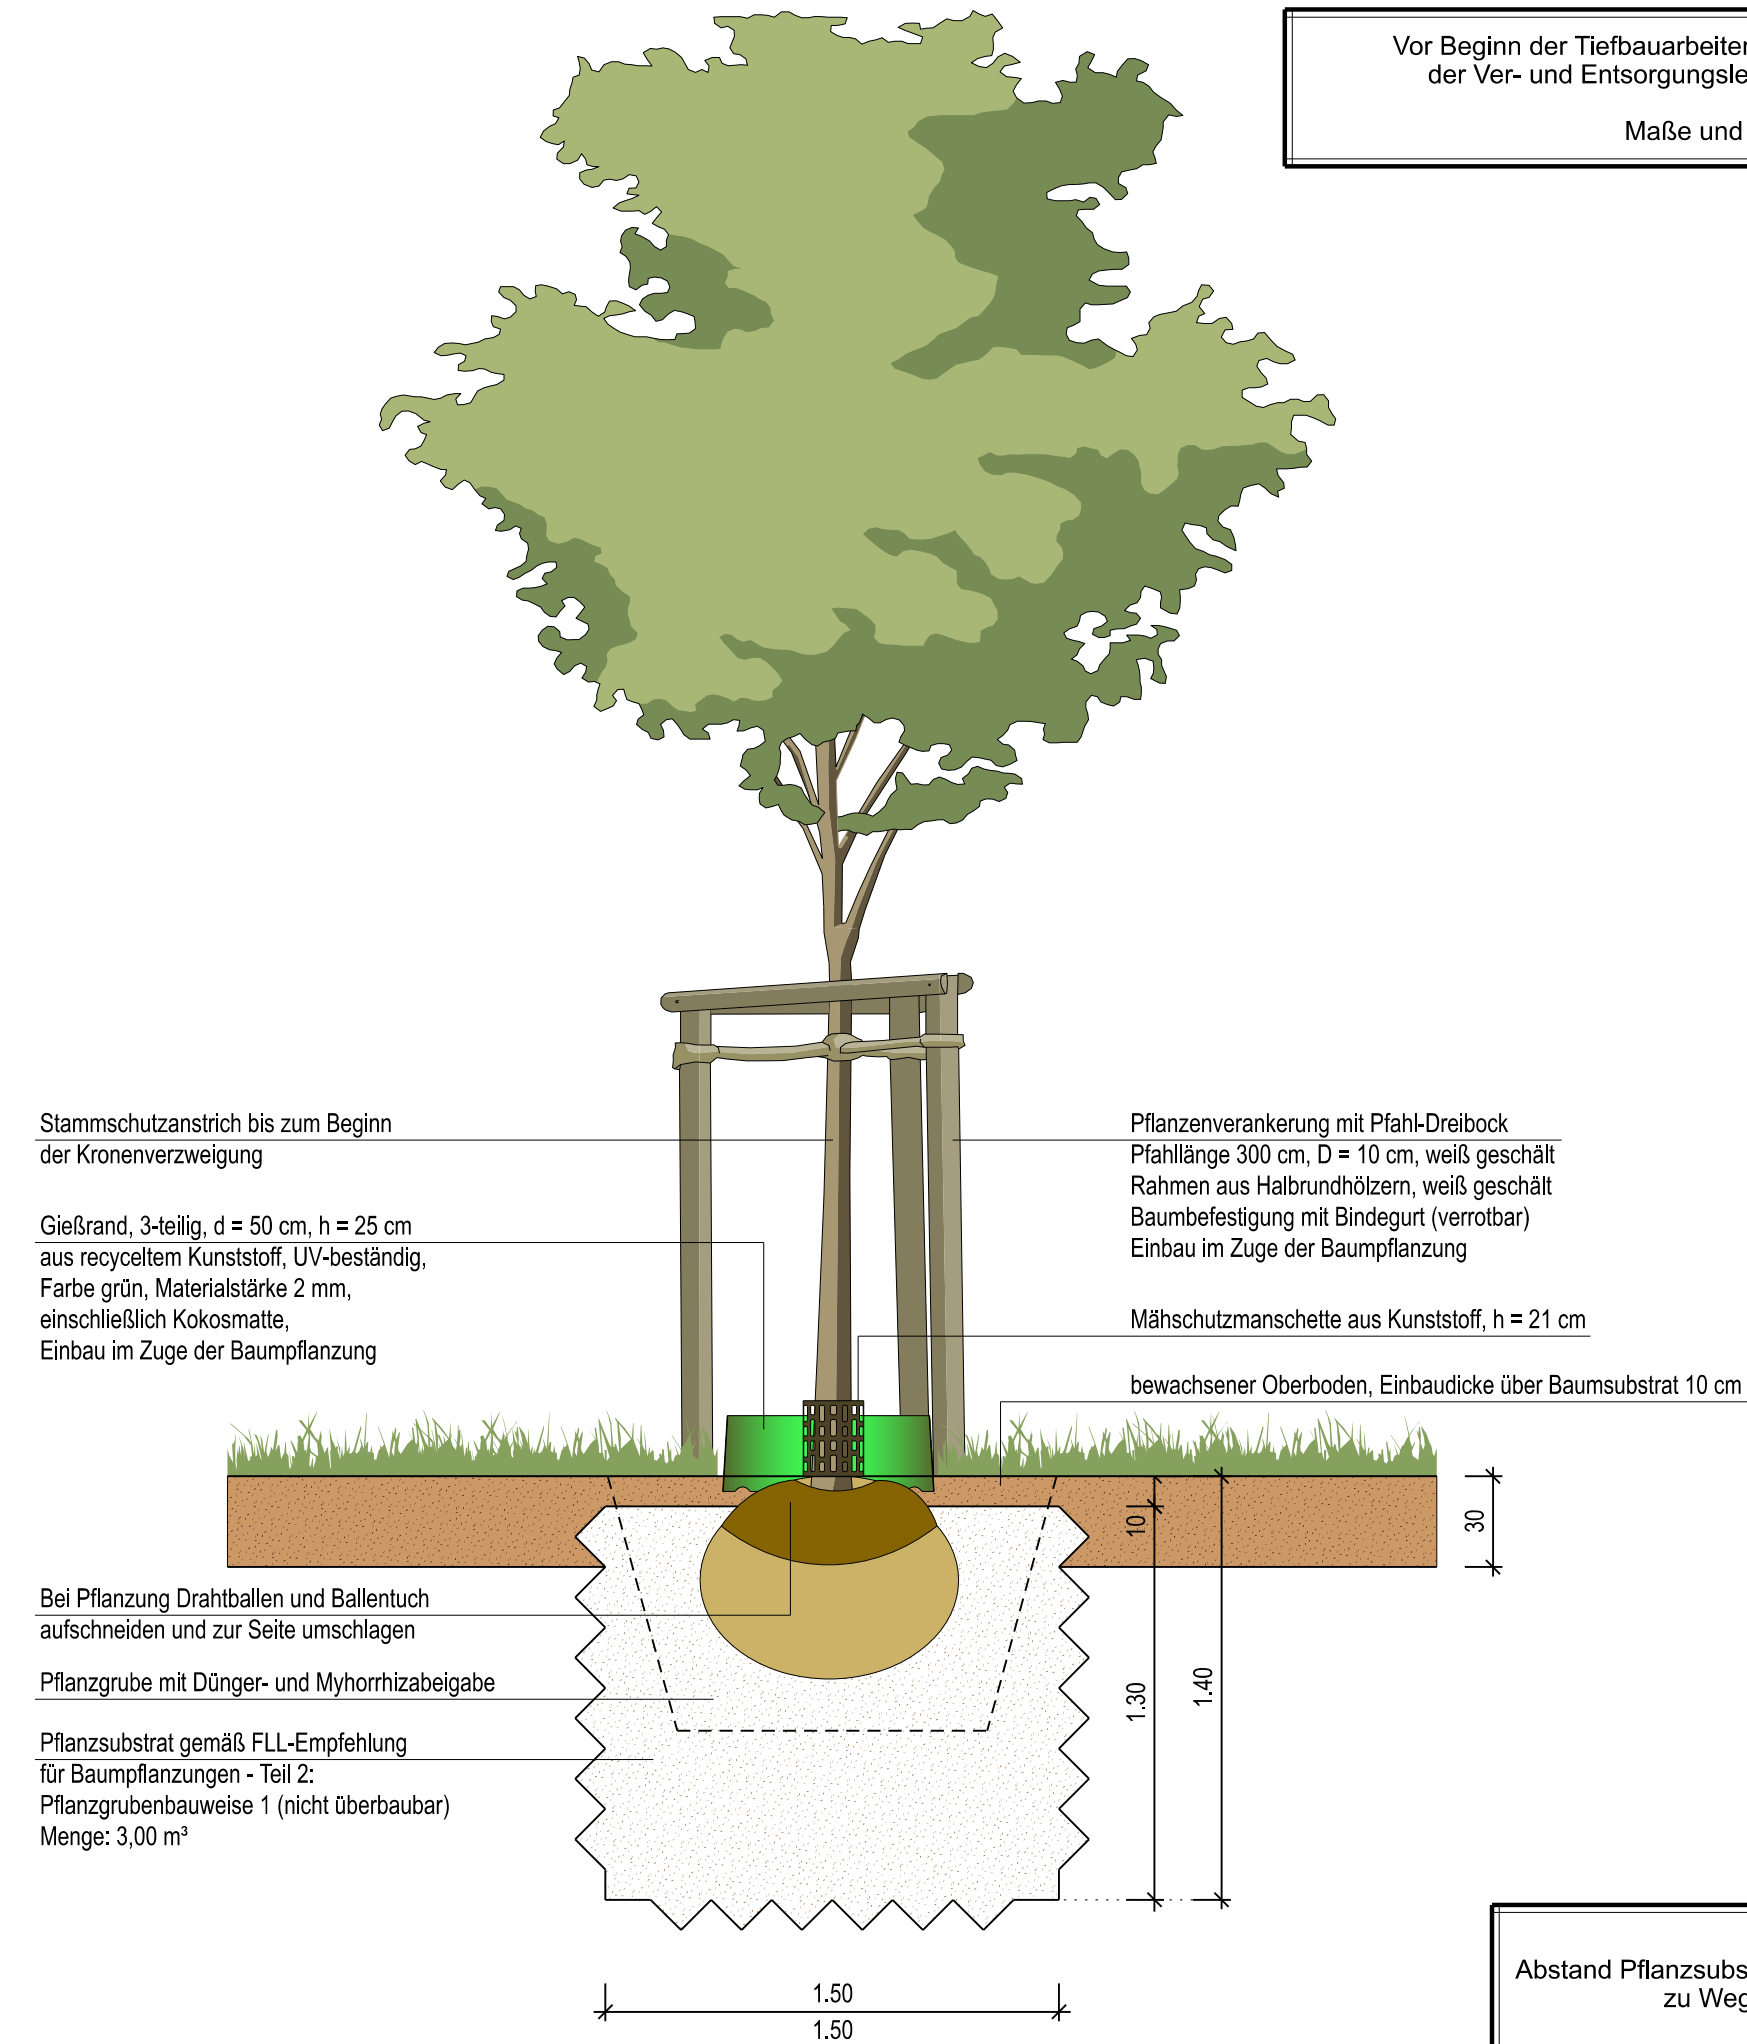 Vor Beginn der Tiefbauarbeiten
der Ver- und Entsorgungsle
Maße und
Stammschutzanstrich bis zum Beginn
der Kronenverzweigung
Gießrand, 3-teilig, d = 50 cm, h = 25 cm
aus recyceltem Kunststoff, UV-beständig,
Farbe grün, Materialstärke 2 mm,
einschließlich Kokosmatte,
Einbau im Zuge der Baumpflanzung
Pflanzenverankerung mit Pfahl-Dreibock
Pfahllänge 300 cm, D = 10 cm, weiß geschält
Rahmen aus Halbrundhölzern, weiß geschält
Baumbefestigung mit Bindegurt (verrotbar)
Einbau im Zuge der Baumpflanzung
Mähschutzmanschette aus Kunststoff, h = 21 cm
bewachsener Oberboden, Einbaudicke über Baumsubstrat 10 cm
10
30
1.30
1.40
Bei Pflanzung Drahtballen und Ballentuch
aufschneiden und zur Seite umschlagen
Pflanzgrube mit Dünger- und Myhorrhizabeigabe
Pflanzsubstrat gemäß FLL-Empfehlung
für Baumpflanzungen - Teil 2:
Pflanzgrubenbauweise 1 (nicht überbaubar)
Menge: 3,00 m³
Abstand Pflanzsubs
zu Weg
1.50
1.50